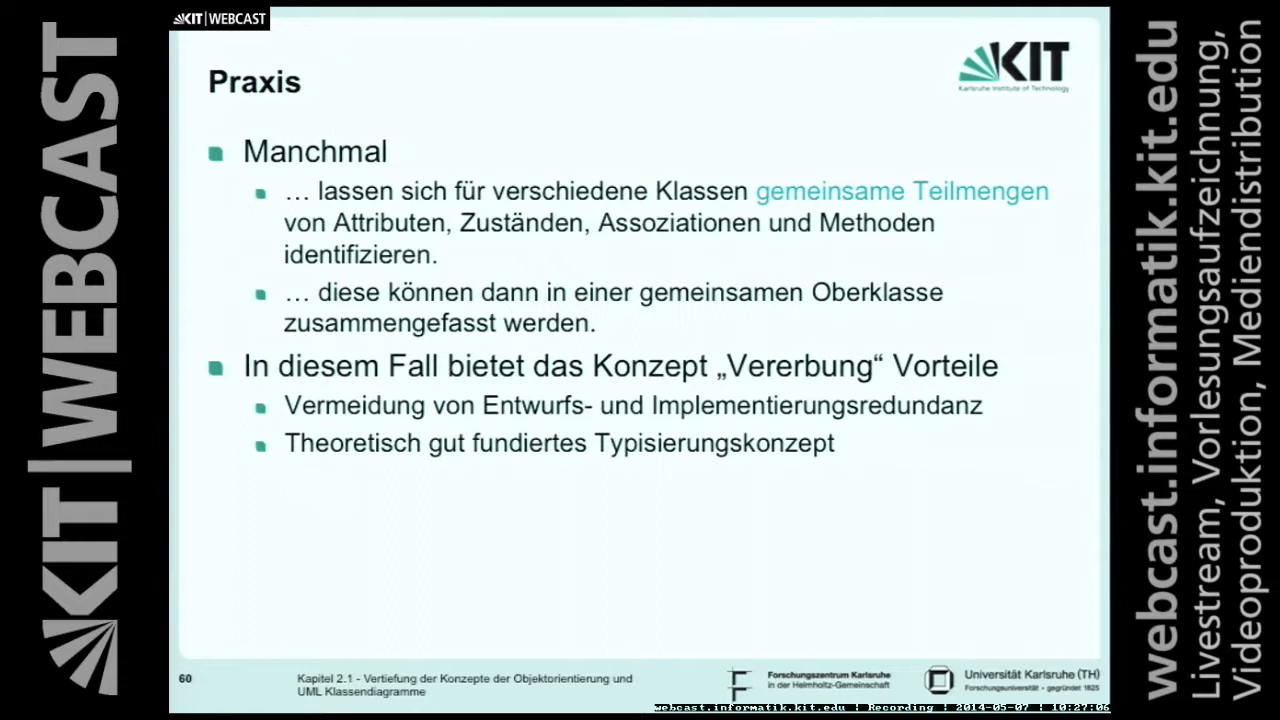 KIT|WEBCAST
KIT|WEBCAST
KIT
Karlsruhe Institute of Technology
Praxis
Manchmal
… lassen sich für verschiedene Klassen gemeinsame Teilmengen
von Attributen, Zuständen, Assoziationen und Methoden
identifizieren.
… diese können dann in einer gemeinsamen Oberklasse
zusammengefasst werden.
In diesem Fall bietet das Konzept „Vererbung“ Vorteile
Vermeidung von Entwurfs- und Implementierungsredundanz
Theoretisch gut fundiertes Typisierungskonzept
60
Kapitel 2.1 - Vertiefung der Konzepte der Objektorientierung und
UML Klassendiagramme
Forschungszentrum Karlsruhe
in der Helmholtz-Gemeinschaft
Universität Karlsruhe (TH)
Forschungsuniversität - gegründet 1825
webcast.informatik.kit.edu | Recording | 2014-05-07 | 10:27:06
webcast.informatik.kit.edu
Livestream, Vorlesungsaufzeichnung,
Videoproduktion, Mediendistribution